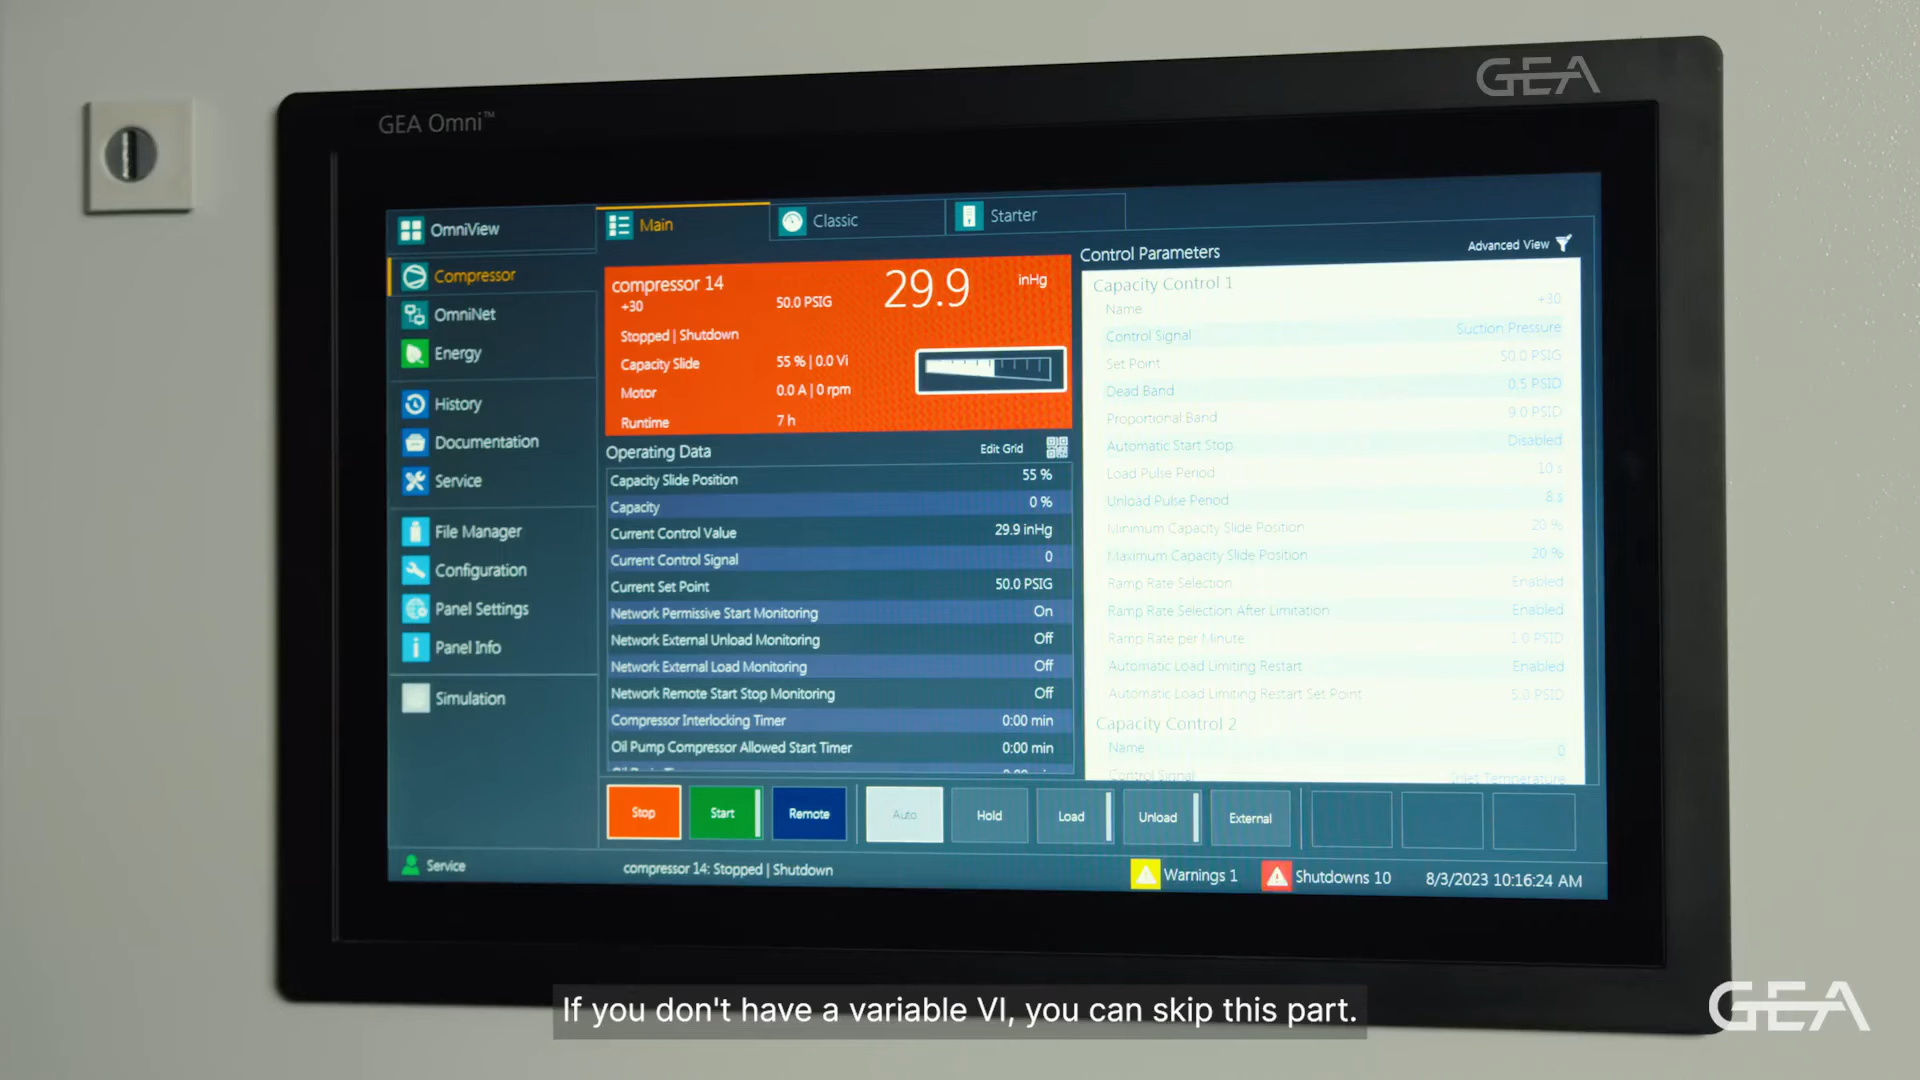 GEA
GEA Omni™
OmniView
Compressor
OmniNet
Energy
History
Documentation
Service
File Manager
Configuration
Panel Settings
Panel Info
Simulation
Main
Classic
Starter
compressor 14
+30
50.0 PSIG
29.9
inHg
Stopped | Shutdown
Capacity Slide 55 % | 0.0 Vi
Motor 0.0 A | 0 rpm
Runtime 7 h
Operating Data
Edit Grid
Capacity Slide Position 55 %
Capacity 0 %
Current Control Value 29.9 inHg
Current Control Signal 0
Current Set Point 50.0 PSIG
Network Permissive Start Monitoring On
Network External Unload Monitoring Off
Network External Load Monitoring Off
Network Remote Start Stop Monitoring Off
Compressor Interlocking Timer 0:00 min
Oil Pump Compressor Allowed Start Timer 0:00 min
Control Parameters
Advanced View
Capacity Control 1
Name +30
Control Signal Suction Pressure
Set Point 50.0 PSIG
Dead Band 0.5 PSID
Proportional Band 9.0 PSID
Automatic Start Stop Disabled
Load Pulse Period 10 s
Unload Pulse Period 8 s
Minimum Capacity Slide Position 20 %
Maximum Capacity Slide Position 20 %
Ramp Rate Selection Enabled
Ramp Rate Selection After Limitation Enabled
Ramp Rate per Minute 1.0 PSID
Automatic Load Limiting Restart Enabled
Automatic Load Limiting Restart Set Point 5.0 PSID
Capacity Control 2
Name 0
Control Signal Inlet Temperature
Stop
Start
Remote
Auto
Hold
Load
Unload
External
Service
compressor 14: Stopped | Shutdown
Warnings 1
Shutdowns 10
8/3/2023 10:16:24 AM
If you don't have a variable VI, you can skip this part.
GEA